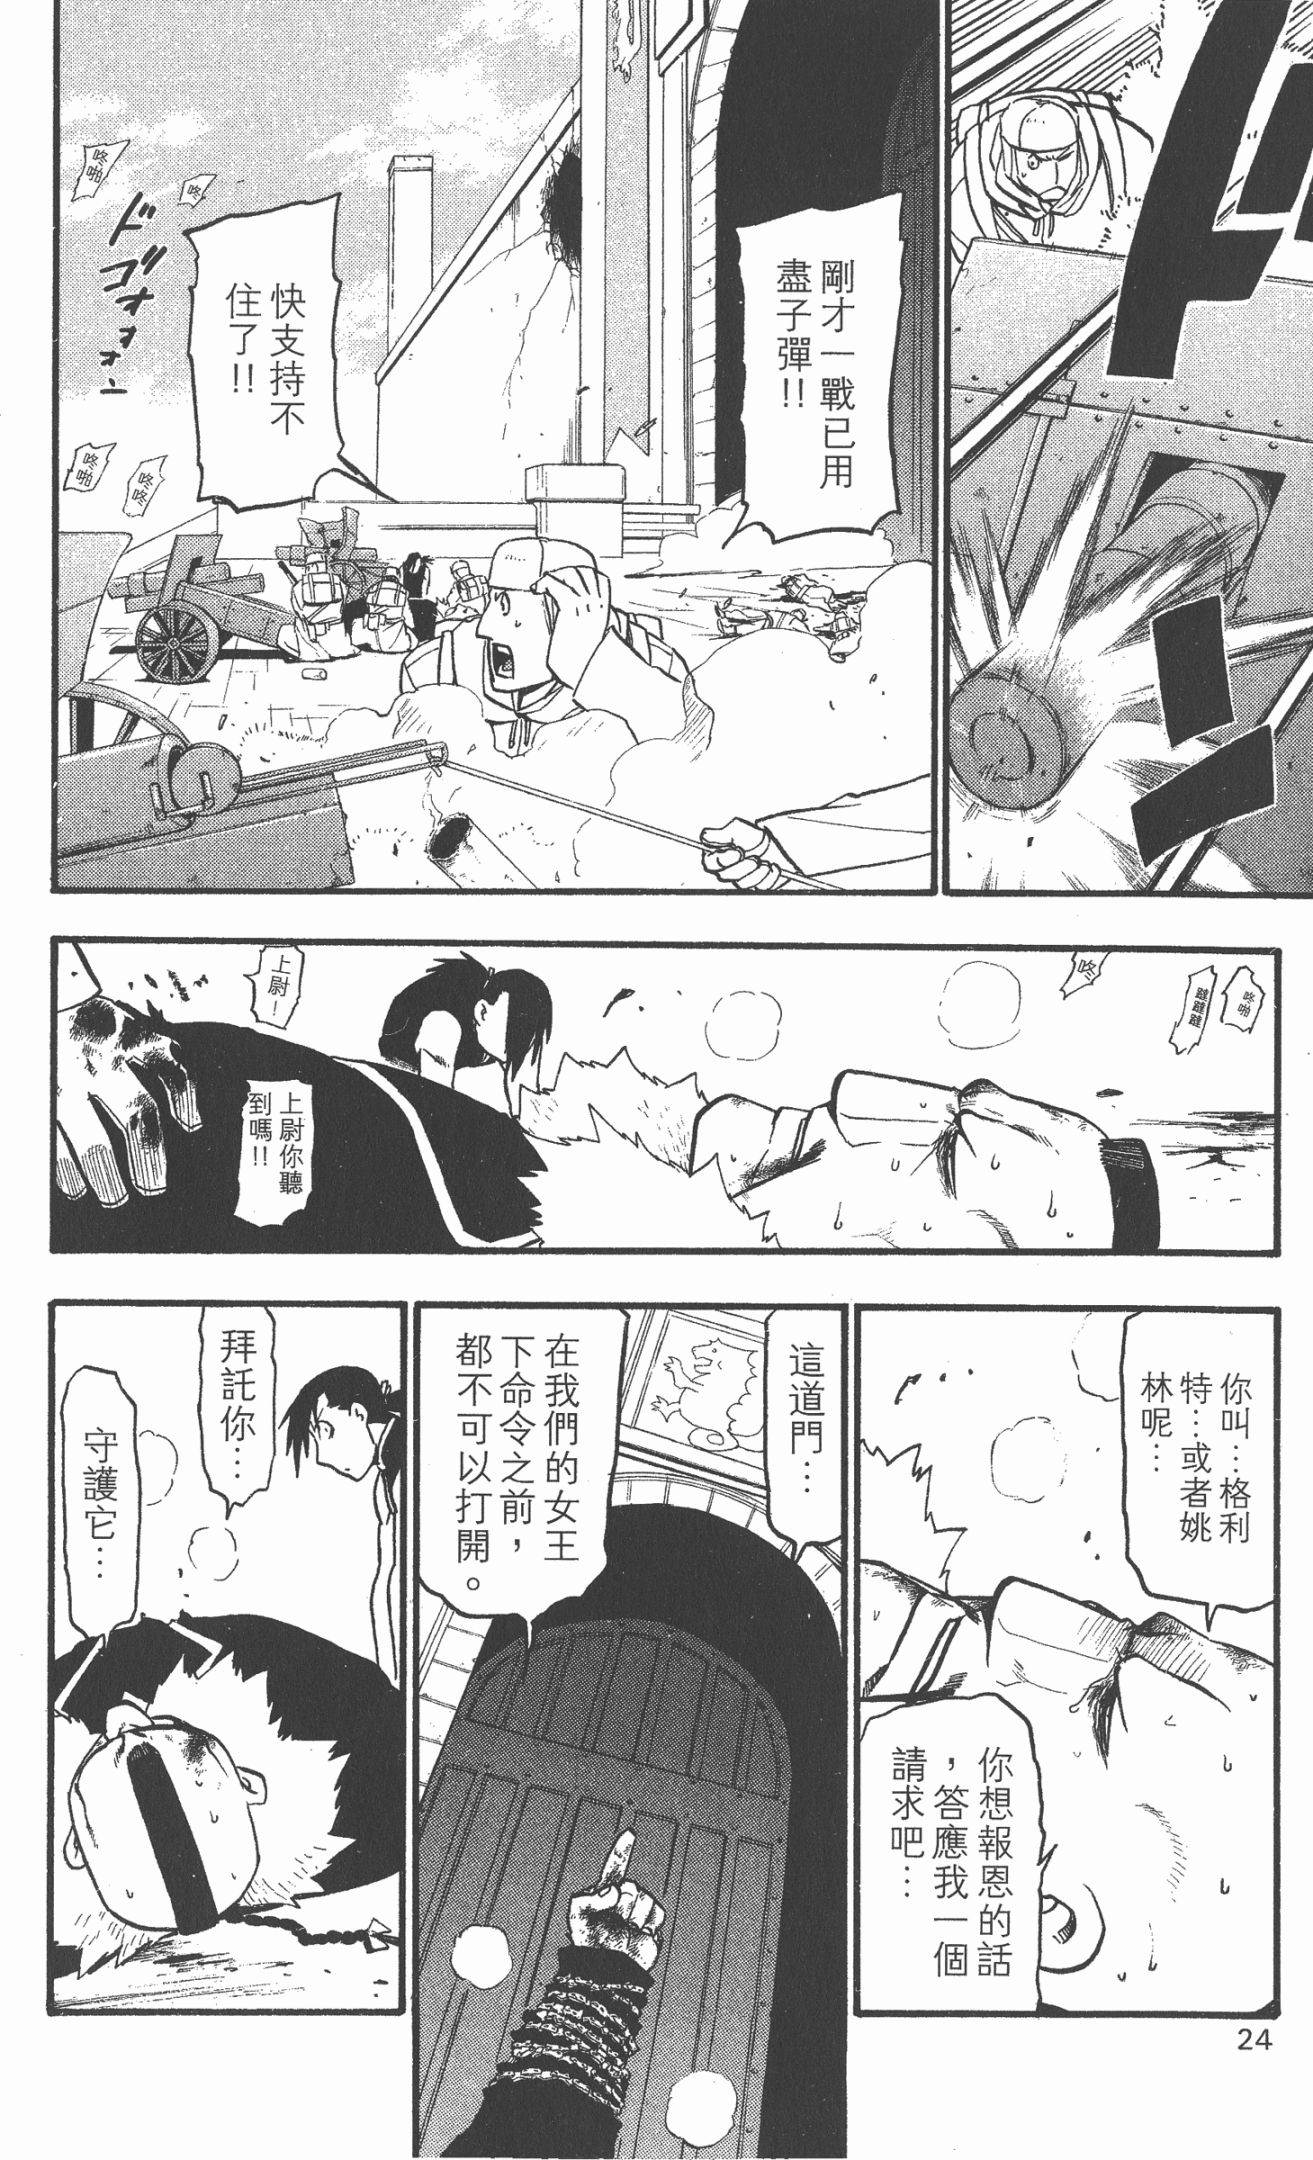 剛才一戰已用
盡子彈!!
快支持不
住了!!
咚啪
咚
ドゴォォォン
咚啪
咚咚
咚啪
躂躂躂
咚
上尉—
上尉你聽
到嗎!!
你叫…格利
特…或者姚
林呢…
你想報恩的話
，答應我一個
請求吧…
這道門…
在我們的女王
下命令之前，
都不可以打開。
拜託你…
守護它…
24